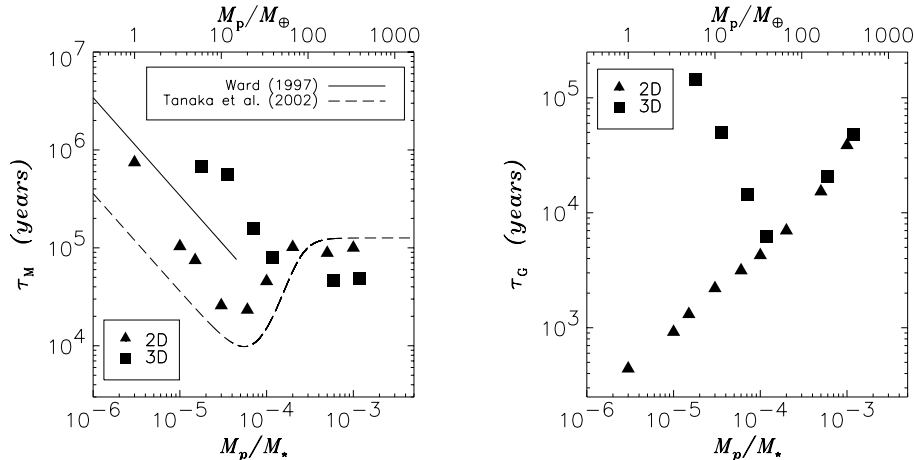 M_p/M_⊕
1 10 100 1000
10^7
10^6
10^5
10^4
τ_M (years)
Ward (1997)
Tanaka et al. (2002)
2D
3D
10^-6 10^-5 10^-4 10^-3
M_p/M_*
M_p/M_⊕
1 10 100 1000
10^5
10^4
10^3
τ_G (years)
2D
3D
10^-6 10^-5 10^-4 10^-3
M_p/M_*